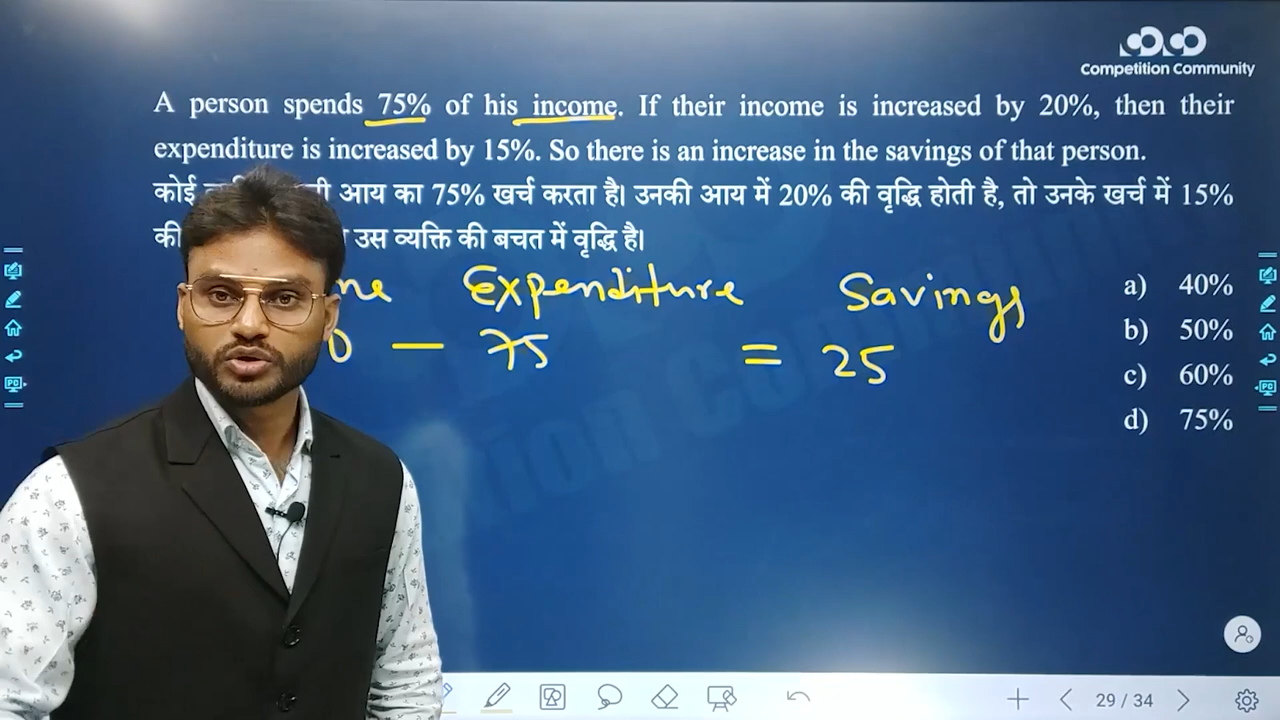 Competition Community
A person spends 75% of his income. If their income is increased by 20%, then their
expenditure is increased by 15%. So there is an increase in the savings of that person.
कोई आय का 75% खर्च करता है। उनकी आय में 20% की वृद्धि होती है, तो उनके खर्च में 15%
की उस व्यक्ति की बचत में वृद्धि है।
Expenditure Savings
— 75 = 25
a) 40%
b) 50%
c) 60%
d) 75%
29 / 34